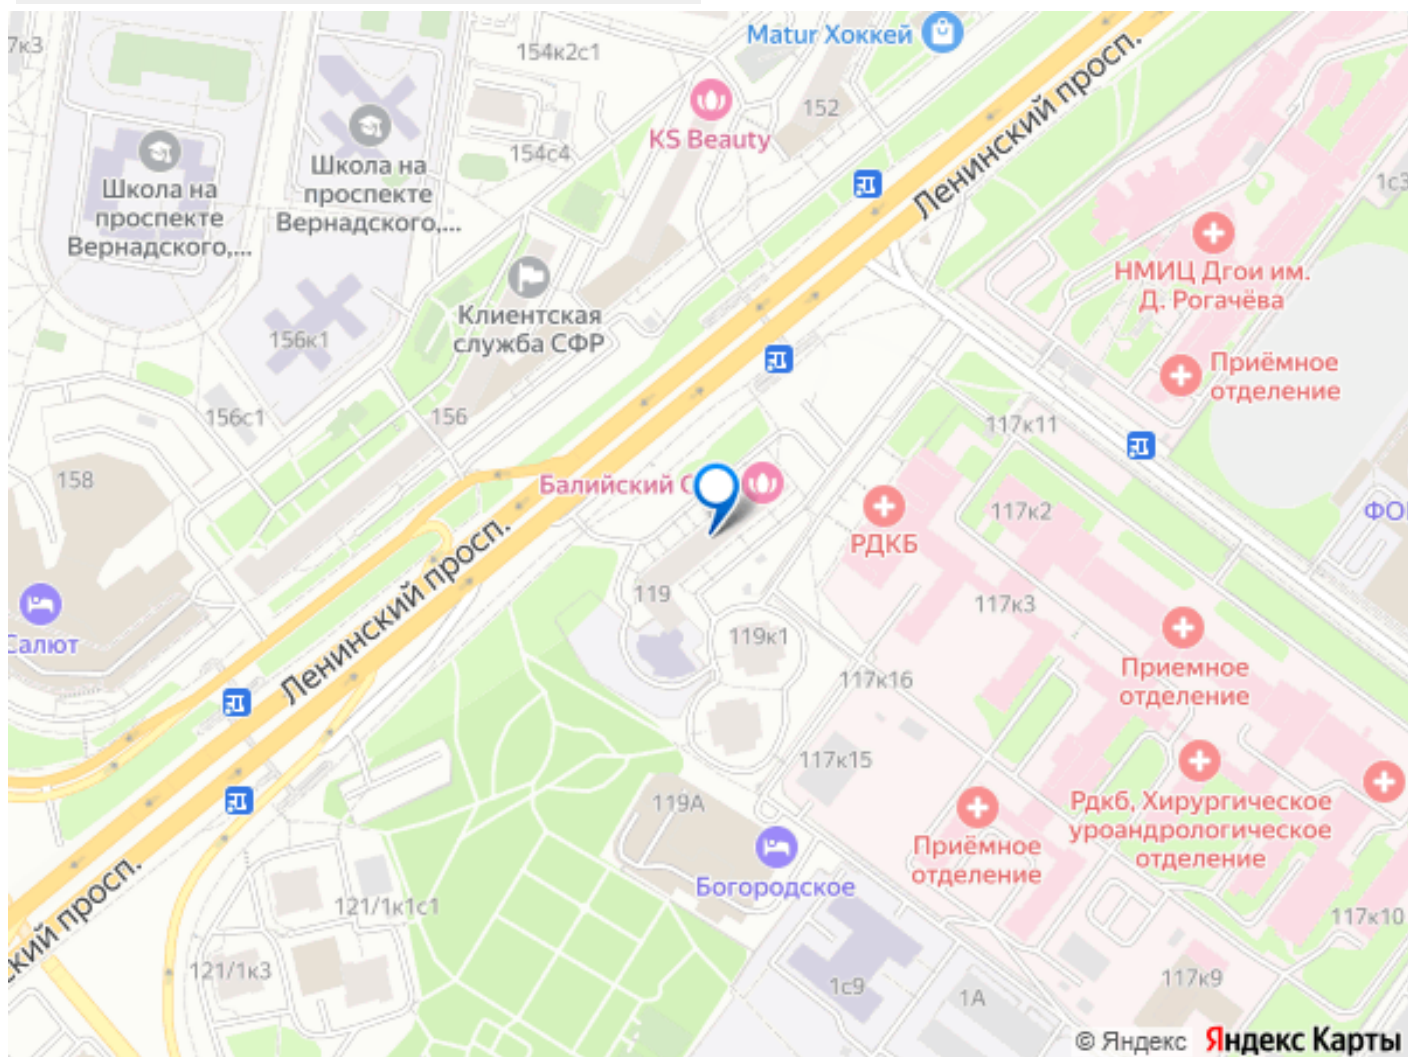 7к3
154к2с1
Matur Хоккей
Ленинский просп.
KS Beauty
152
154с4
Школа на
проспекте
Вернадского,...
Школа на
проспекте
Вернадского,...
1с3
НМИЦ Дгои им.
Д. Рогачёва
Клиентская
служба СФР
156к1
Приёмное
отделение
156с1
156
117к11
158
Балийский С
117к2
РДКБ
ФО
Ленинский просп.
119
117к3
119к1
Салют
Приемное
отделение
117к16
117к15
119А
Рдкб, Хирургическое
уроандрологическое
отделение
Приёмное
отделение
Богородское
121/1к1с1
117к10
ский просп.
121/1к3
1с9
1А
117к9
© Яндекс Яндекс Карты